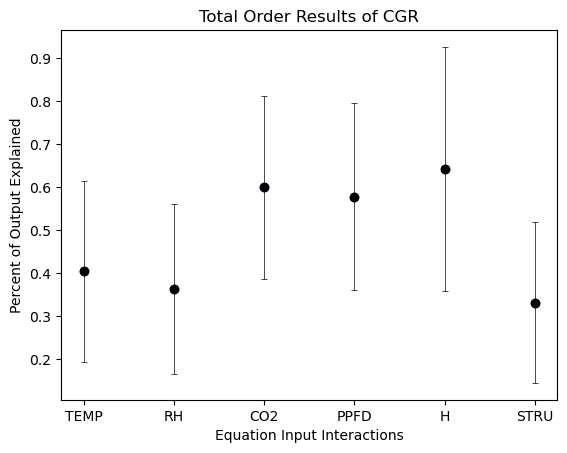 Total Order Results of CGR
Percent of Output Explained
0.9
0.8
0.7
0.6
0.5
0.4
0.3
0.2
TEMP RH CO2 PPFD H STRU
Equation Input Interactions